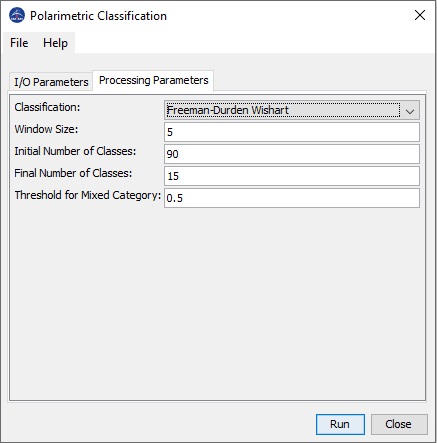 Polarimetric Classification
File Help
I/O Parameters Processing Parameters
Classification: Freeman-Durden Wishart
Window Size: 5
Initial Number of Classes: 90
Final Number of Classes: 15
Threshold for Mixed Category: 0.5
Run Close